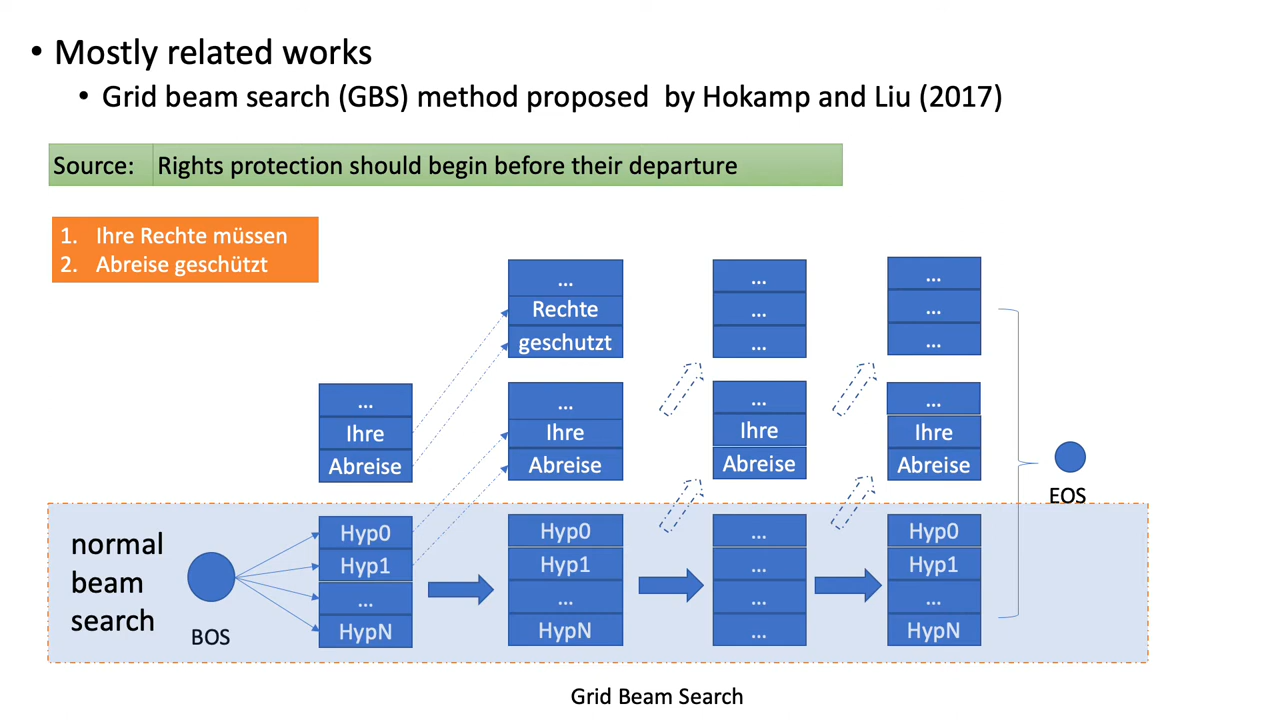 • Mostly related works
• Grid beam search (GBS) method proposed by Hokamp and Liu (2017)
Source: Rights protection should begin before their departure
1. Ihre Rechte müssen
2. Abreise geschützt
...
Ihre
Abreise
...
Rechte
geschutzt
...
Ihre
Abreise
...
...
...
...
Ihre
Abreise
...
...
...
...
Ihre
Abreise
EOS
normal
beam
search
BOS
Hyp0
Hyp1
...
HypN
Hyp0
Hyp1
...
HypN
...
...
...
...
Hyp0
Hyp1
...
HypN
Grid Beam Search